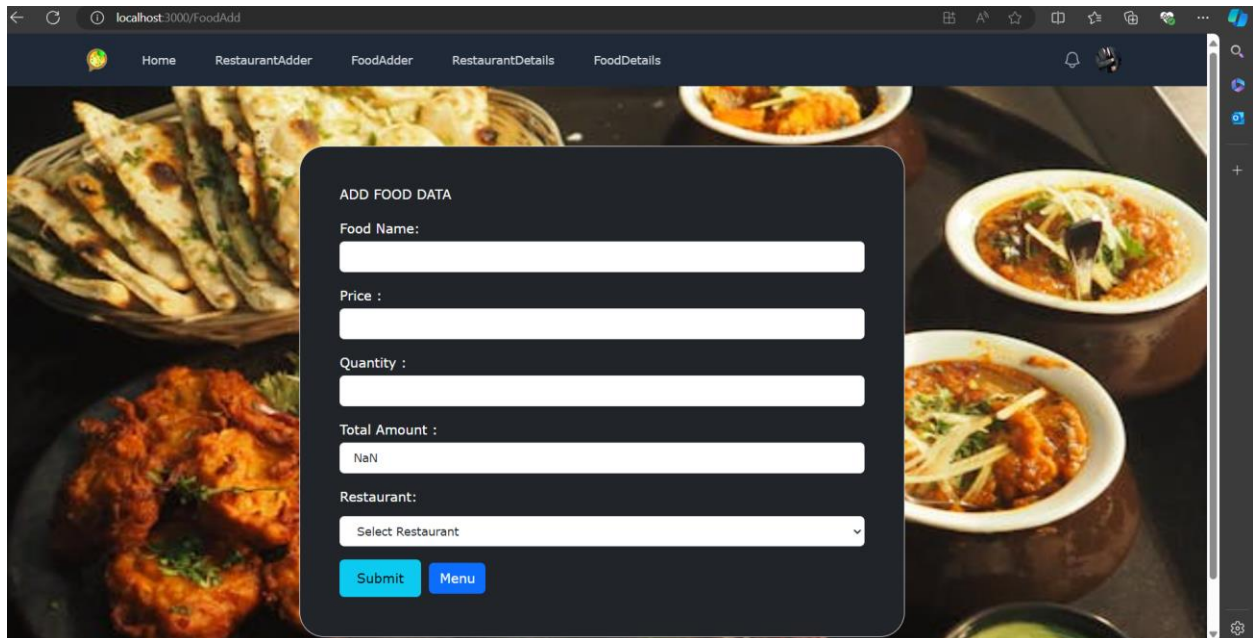 localhost:3000/FoodAdd
Home RestaurantAdder FoodAdder RestaurantDetails FoodDetails
ADD FOOD DATA
Food Name:
Price :
Quantity :
Total Amount :
NaN
Restaurant:
Select Restaurant
Submit Menu